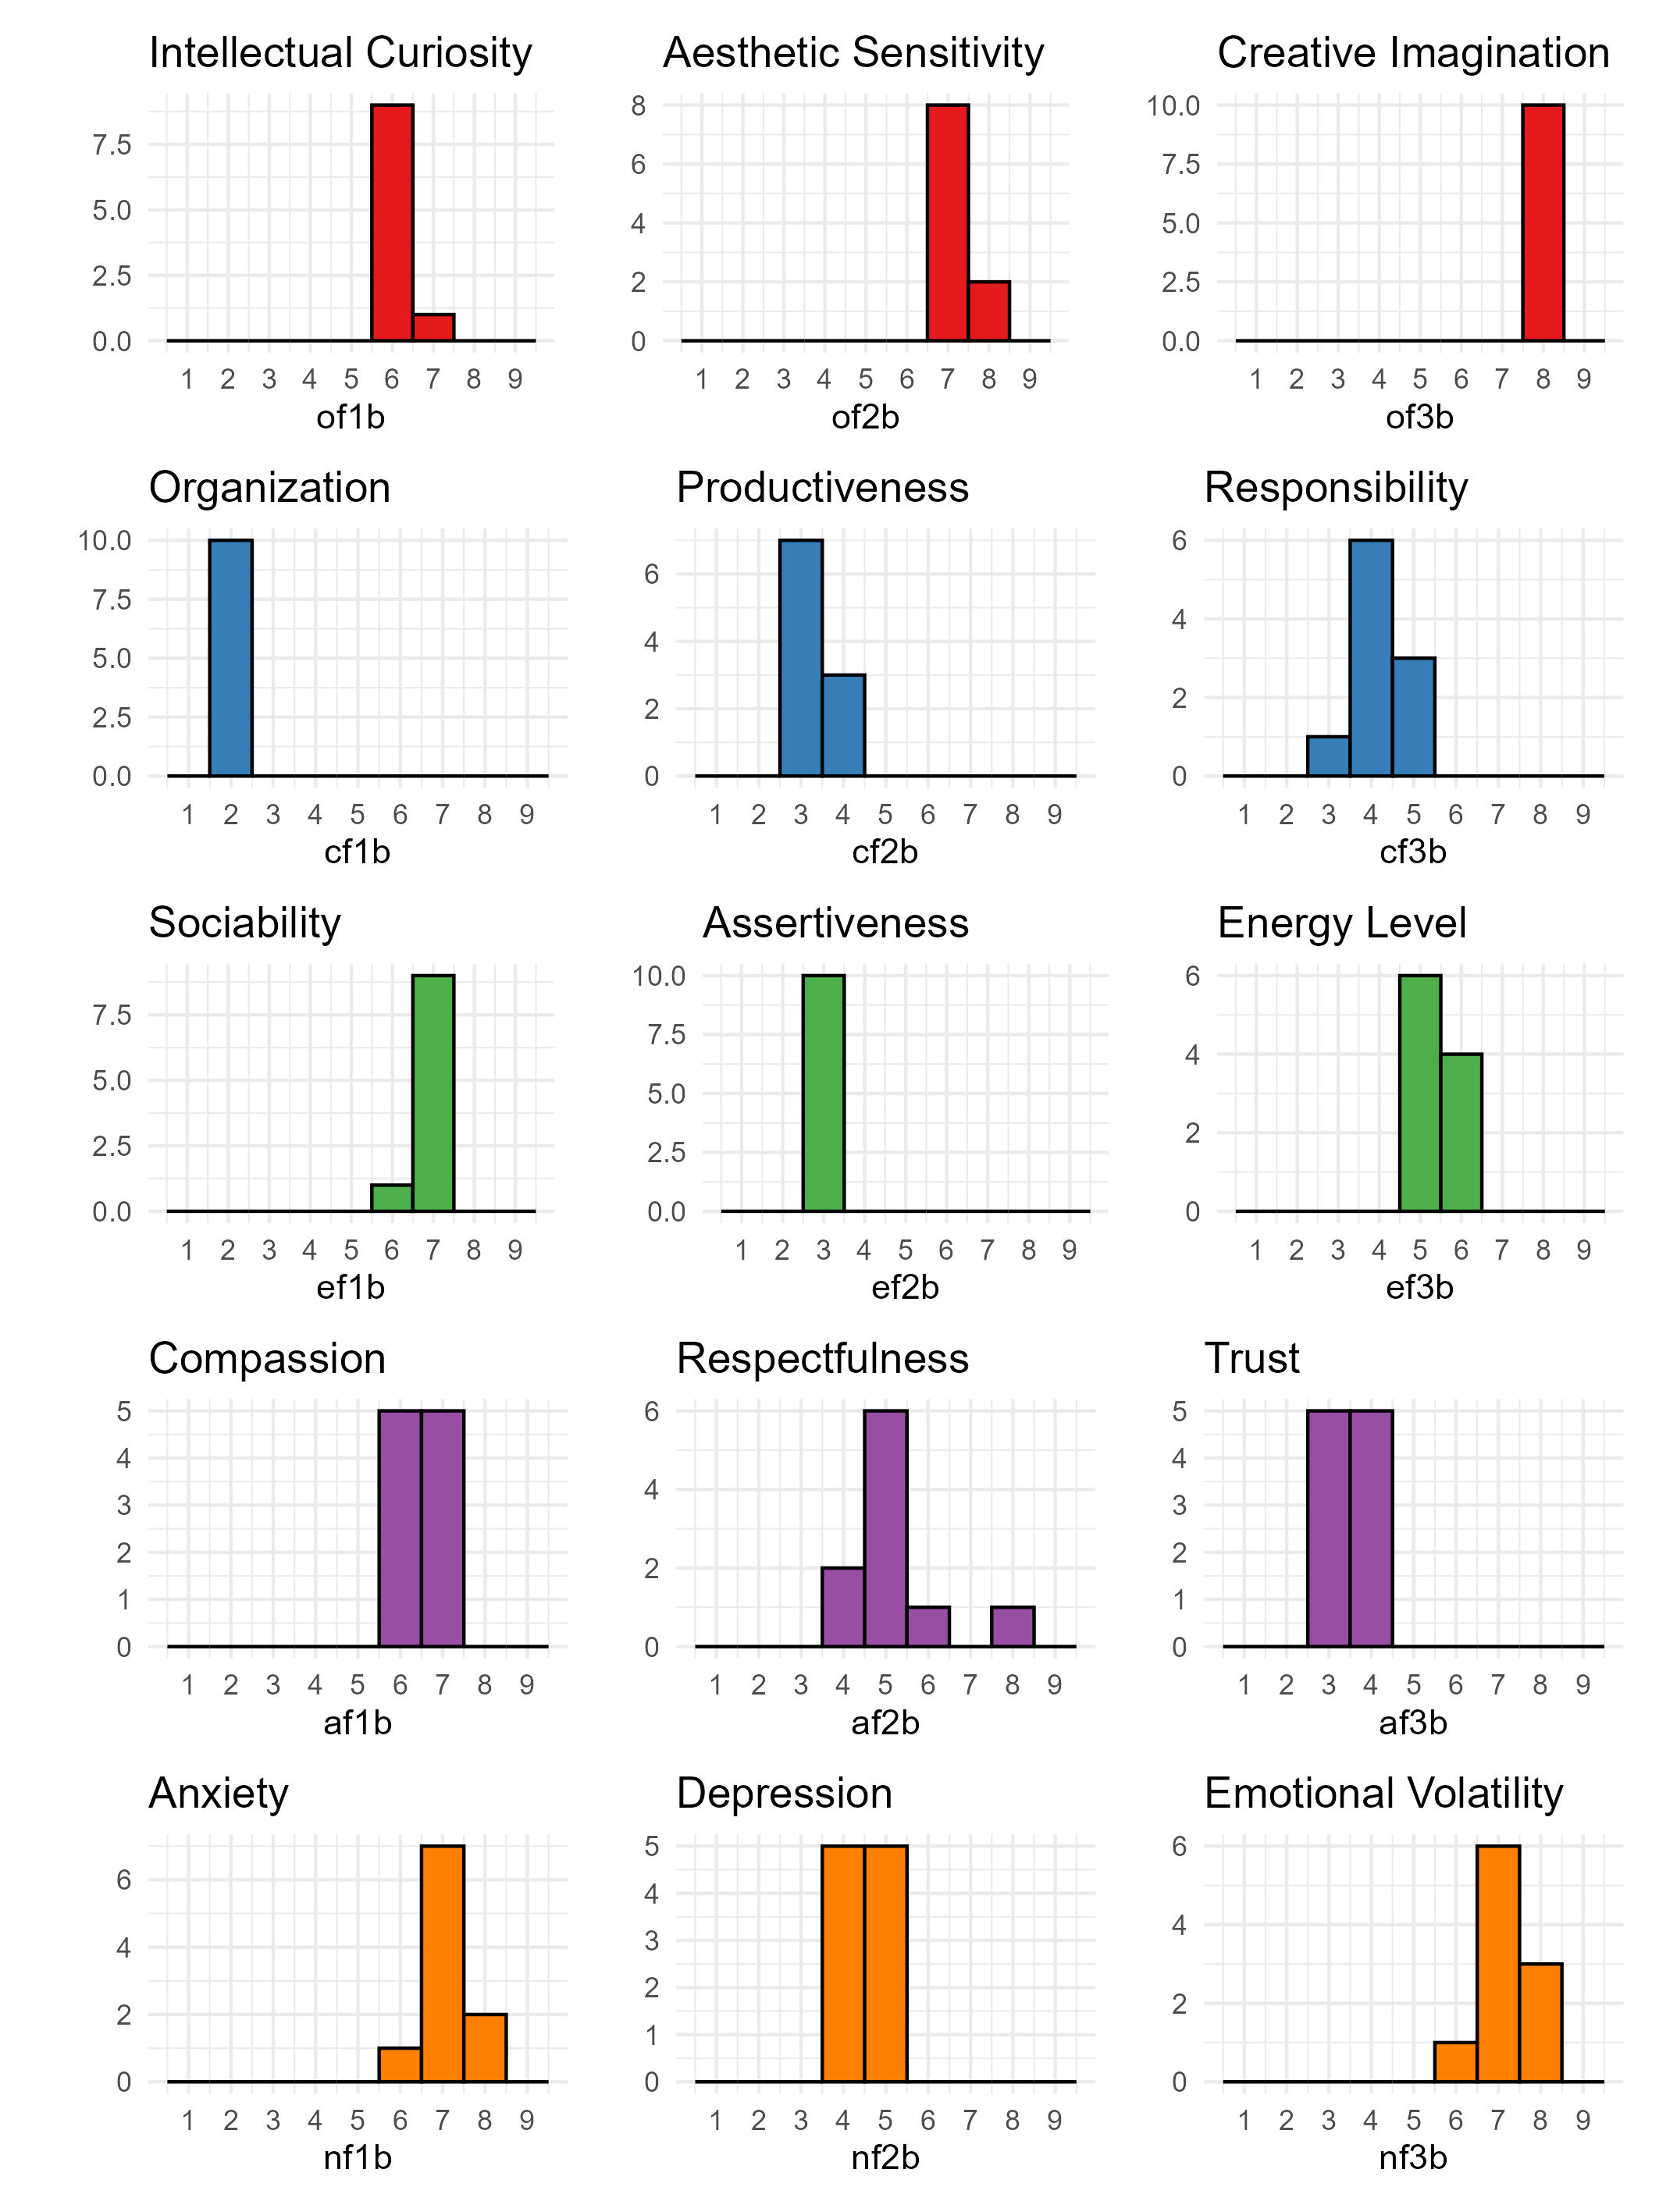 Intellectual Curiosity
7.5
5.0
2.5
0.0
1 2 3 4 5 6 7 8 9
of1b
Aesthetic Sensitivity
8
6
4
2
0
1 2 3 4 5 6 7 8 9
of2b
Creative Imagination
10.0
7.5
5.0
2.5
0.0
1 2 3 4 5 6 7 8 9
of3b
Organization
10.0
7.5
5.0
2.5
0.0
1 2 3 4 5 6 7 8 9
cf1b
Productiveness
6
4
2
0
1 2 3 4 5 6 7 8 9
cf2b
Responsibility
6
4
2
0
1 2 3 4 5 6 7 8 9
cf3b
Sociability
7.5
5.0
2.5
0.0
1 2 3 4 5 6 7 8 9
ef1b
Assertiveness
10.0
7.5
5.0
2.5
0.0
1 2 3 4 5 6 7 8 9
ef2b
Energy Level
6
4
2
0
1 2 3 4 5 6 7 8 9
ef3b
Compassion
5
4
3
2
1
0
1 2 3 4 5 6 7 8 9
af1b
Respectfulness
6
4
2
0
1 2 3 4 5 6 7 8 9
af2b
Trust
5
4
3
2
1
0
1 2 3 4 5 6 7 8 9
af3b
Anxiety
6
4
2
0
1 2 3 4 5 6 7 8 9
nf1b
Depression
5
4
3
2
1
0
1 2 3 4 5 6 7 8 9
nf2b
Emotional Volatility
6
4
2
0
1 2 3 4 5 6 7 8 9
nf3b